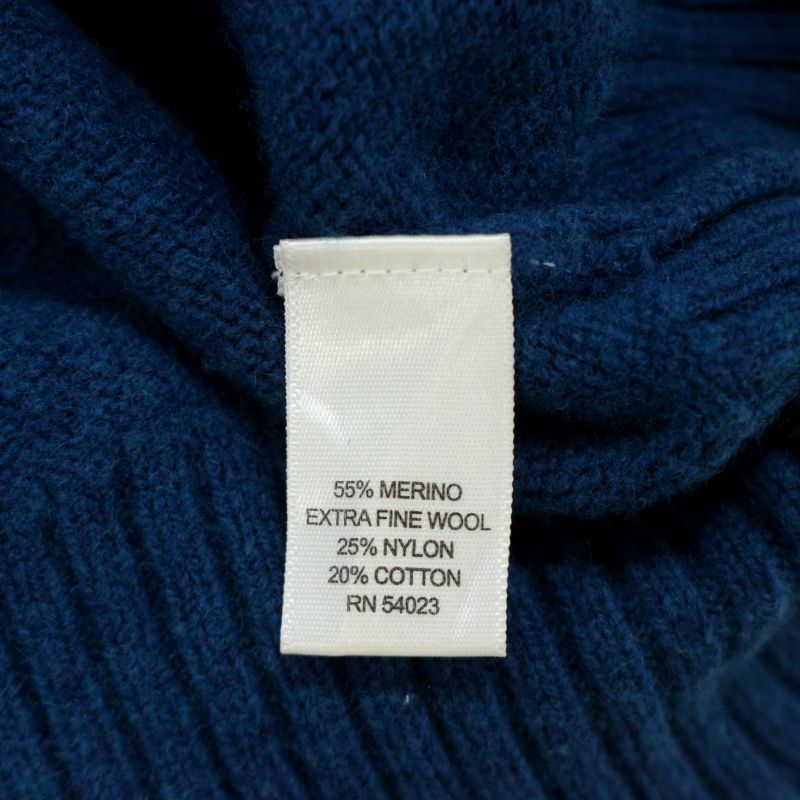 55% MERINO
EXTRA FINE WOOL
25% NYLON
20% COTTON
RN 54023